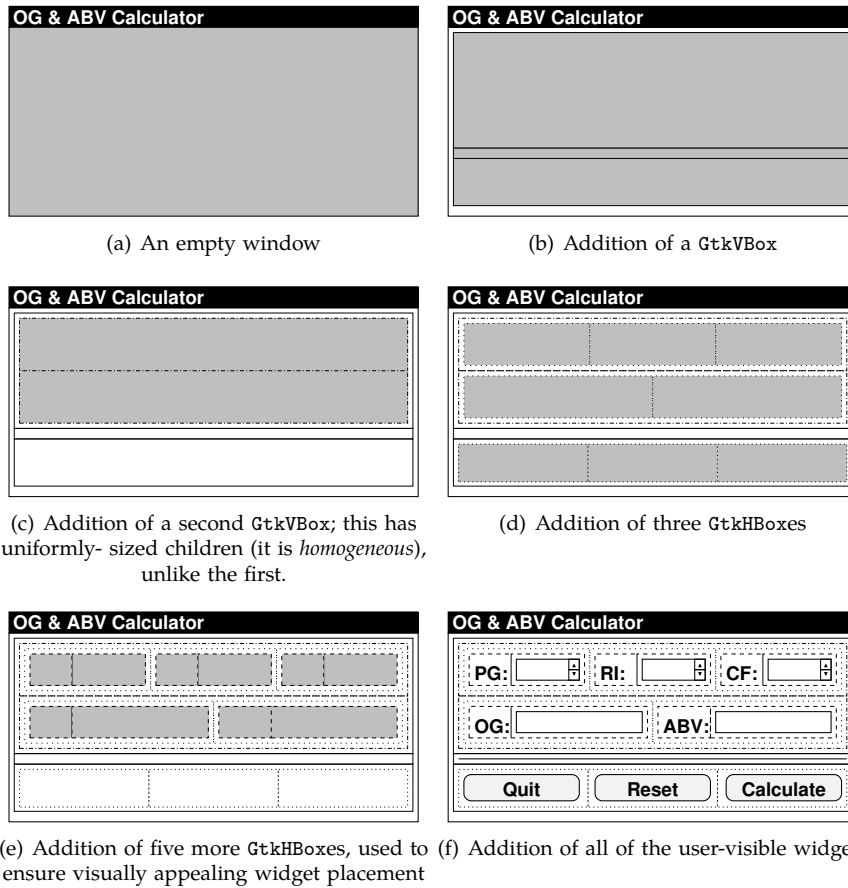 OG & ABV Calculator
OG & ABV Calculator
(a) An empty window
(b) Addition of a GtkVBox
OG & ABV Calculator
OG & ABV Calculator
(c) Addition of a second GtkVBox; this has
uniformly- sized children (it is homogeneous),
unlike the first.
(d) Addition of three GtkHBoxes
OG & ABV Calculator
OG & ABV Calculator
PG:
RI:
CF:
OG:
ABV:
Quit
Reset
Calculate
(e) Addition of five more GtkHBoxes, used to
ensure visually appealing widget placement
(f) Addition of all of the user-visible